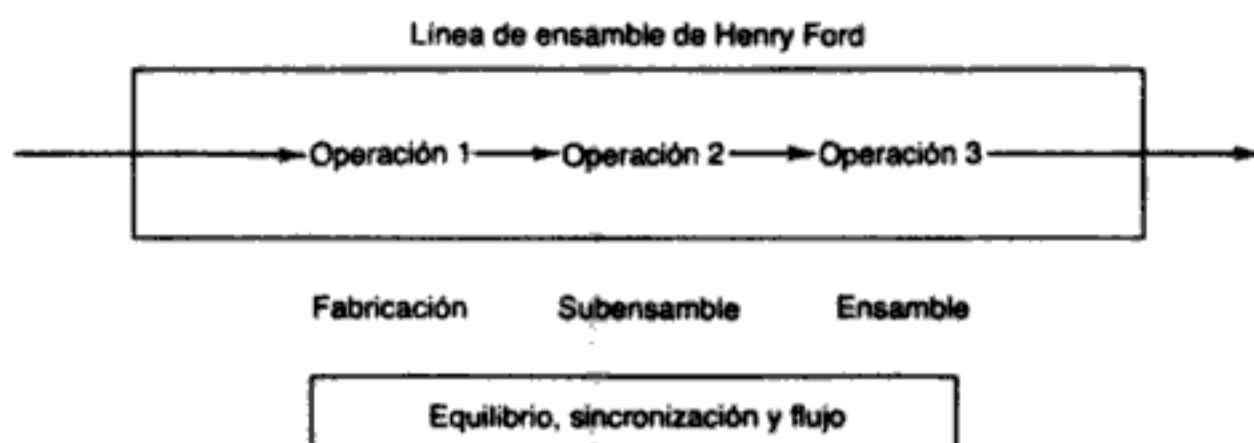 Línea de ensamble de Henry Ford
Operación 1 Operación 2 Operación 3
Fabricación Subensamble Ensamble
Equilibrio, sincronización y flujo